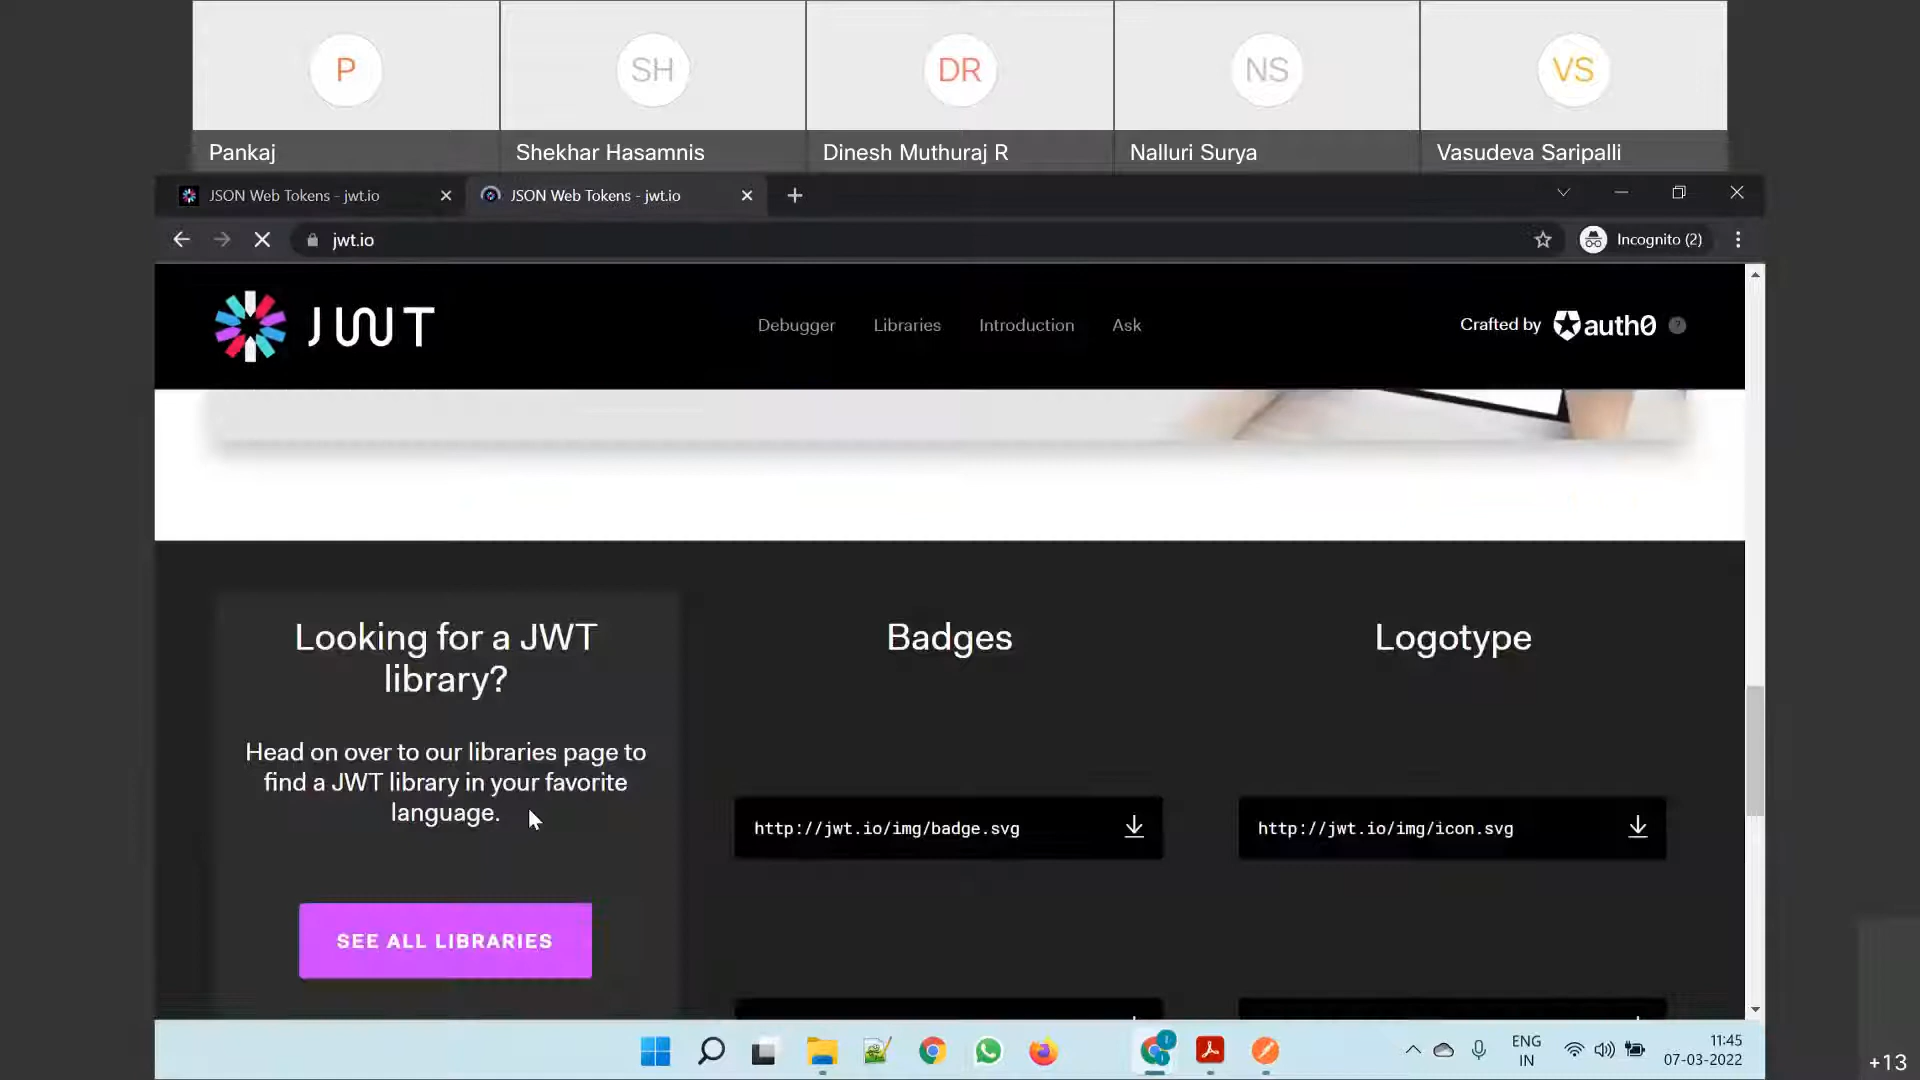 P
SH
DR
NS
VS
Pankaj
Shekhar Hasamnis
Dinesh Muthuraj R
Nalluri Surya
Vasudeva Saripalli
JSON Web Tokens - jwt.io
JSON Web Tokens - jwt.io
jwt.io
Incognito (2)
JWT
Debugger
Libraries
Introduction
Ask
Crafted by
auth0
?
Looking for a JWT
library?
Head on over to our libraries page to
find a JWT library in your favorite
language.
SEE ALL LIBRARIES
Badges
http://jwt.io/img/badge.svg
Logotype
http://jwt.io/img/icon.svg
ENG
IN
11:45
07-03-2022
+13